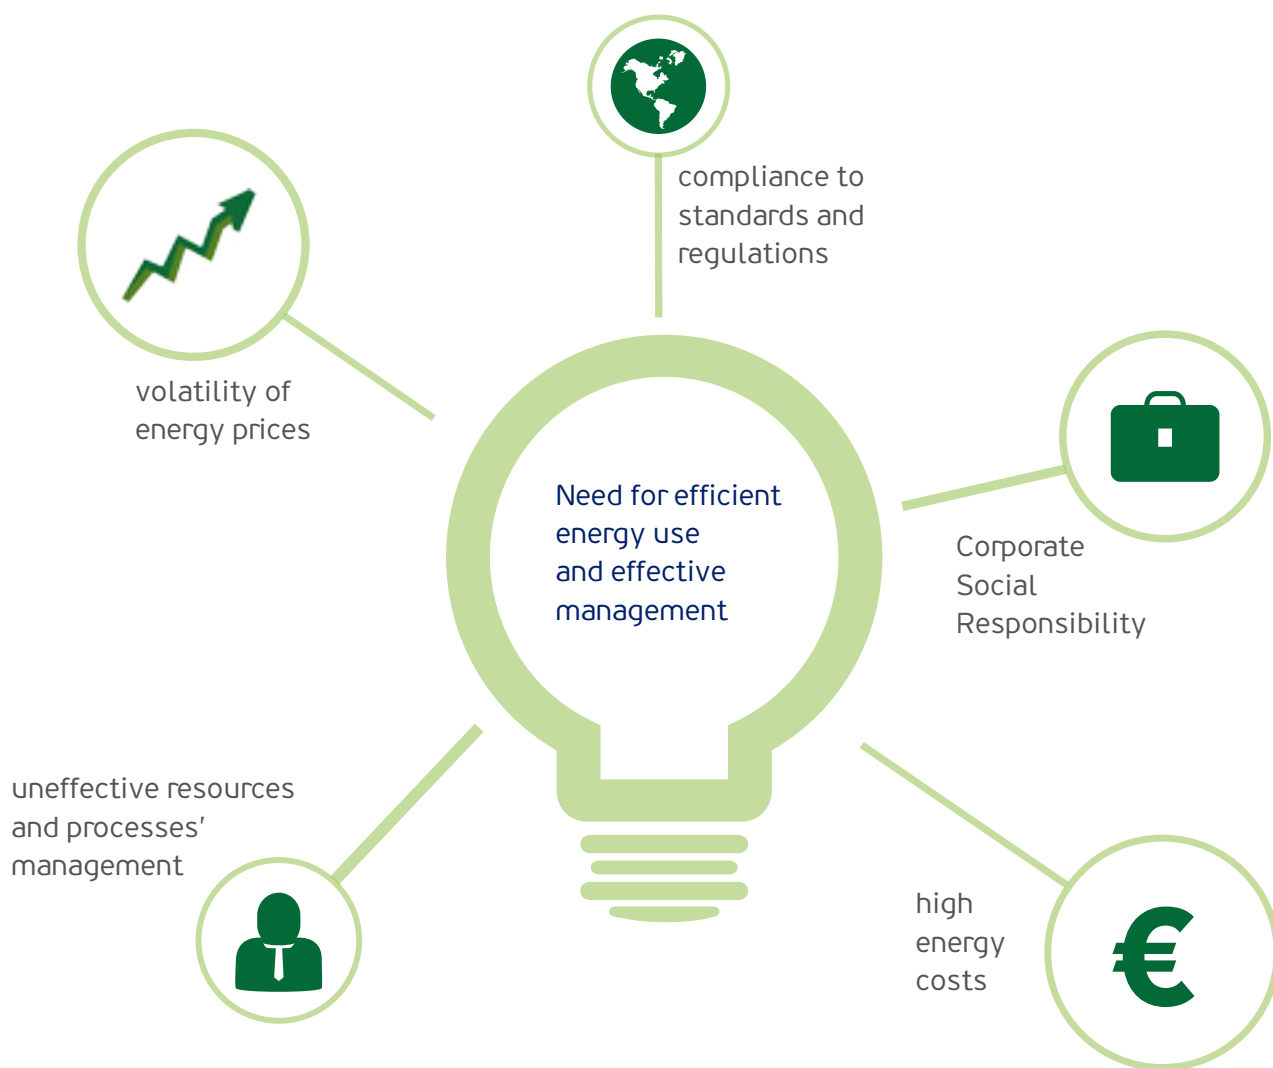 compliance to
standards and
regulations
volatility of
energy prices
Need for efficient
energy use
and effective
management
Corporate
Social
Responsibility
uneffective resources
and processes'
management
high
energy
costs
€